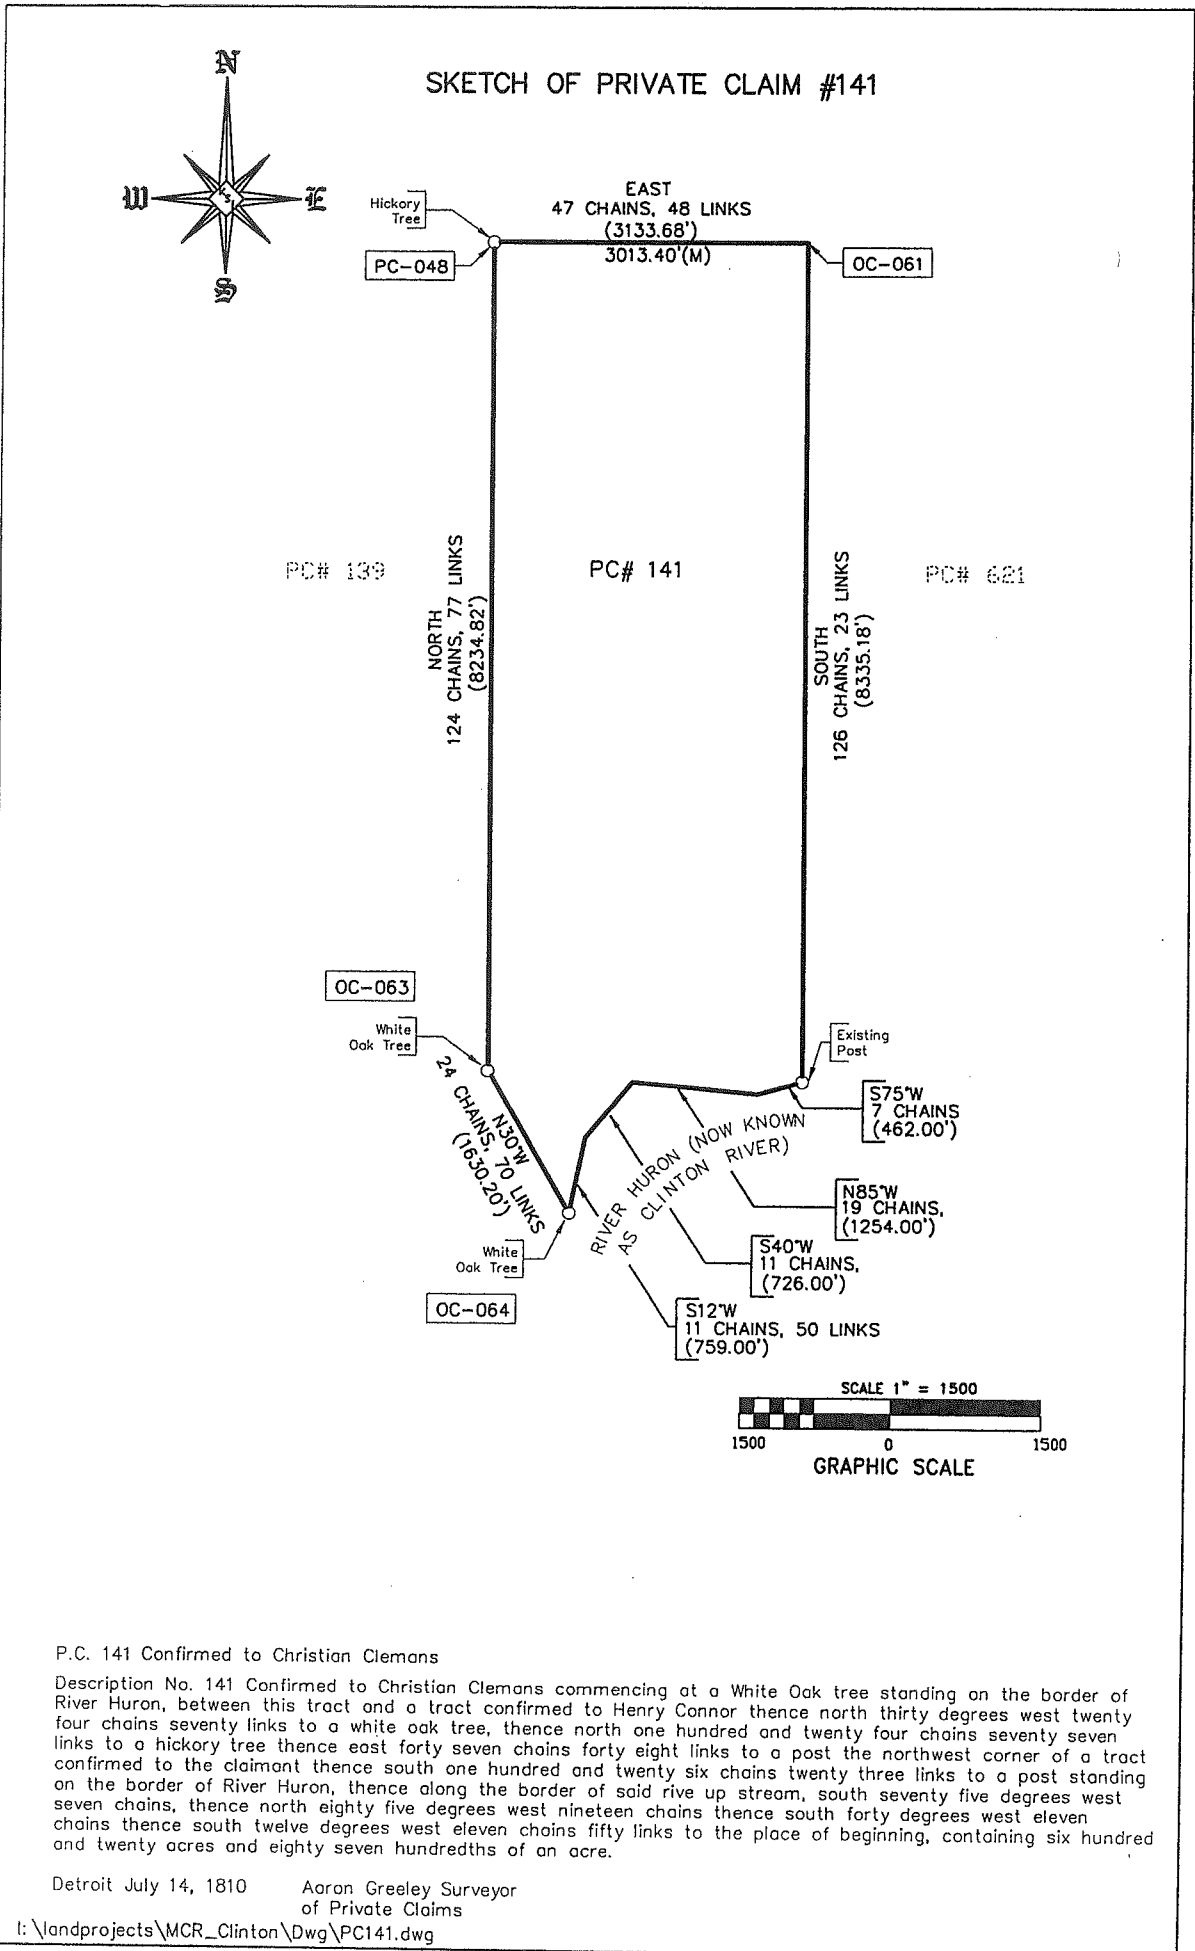 N
W
E
S
SKETCH OF PRIVATE CLAIM #141
Hickory
Tree
PC-048
EAST
47 CHAINS, 48 LINKS
(3133.68')
3013.40'(M)
OC-061
PC# 139
NORTH
124 CHAINS, 77 LINKS
(8234.82')
PC# 141
SOUTH
126 CHAINS, 23 LINKS
(8335.18')
PC# 621
OC-063
White
Oak Tree
N30°W
24 CHAINS, 70 LINKS
(1630.20')
White
Oak Tree
OC-064
RIVER HURON (NOW KNOWN
AS CLINTON RIVER)
Existing
Post
S75°W
7 CHAINS
(462.00')
N85°W
19 CHAINS,
(1254.00')
S40°W
11 CHAINS,
(726.00')
S12°W
11 CHAINS, 50 LINKS
(759.00')
SCALE 1" = 1500
1500 0 1500
GRAPHIC SCALE
P.C. 141 Confirmed to Christian Clemans
Description No. 141 Confirmed to Christian Clemans commencing at a White Oak tree standing on the border of
River Huron, between this tract and a tract confirmed to Henry Connor thence north thirty degrees west twenty
four chains seventy links to a white oak tree, thence north one hundred and twenty four chains seventy seven
links to a hickory tree thence east forty seven chains forty eight links to a post the northwest corner of a tract
confirmed to the claimant thence south one hundred and twenty six chains twenty three links to a post standing
on the border of River Huron, thence along the border of said rive up stream, south seventy five degrees west
seven chains, thence north eighty five degrees west nineteen chains thence south forty degrees west eleven
chains thence south twelve degrees west eleven chains fifty links to the place of beginning, containing six hundred
and twenty acres and eighty seven hundredths of an acre.
Detroit July 14, 1810 Aaron Greeley Surveyor
of Private Claims
I:\landprojects\MCR_Clinton\Dwg\PC141.dwg